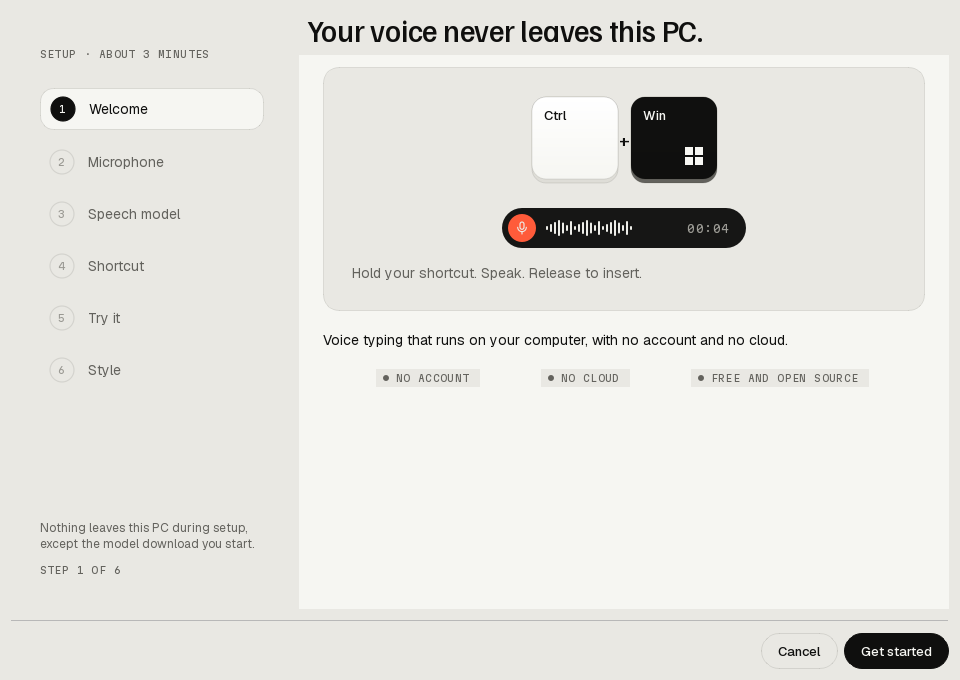 Your voice never leaves this PC.
SETUP · ABOUT 3 MINUTES
1 Welcome
2 Microphone
3 Speech model
4 Shortcut
5 Try it
6 Style
Nothing leaves this PC during setup,
except the model download you start.
STEP 1 OF 6
Ctrl + Win
00:04
Hold your shortcut. Speak. Release to insert.
Voice typing that runs on your computer, with no account and no cloud.
NO ACCOUNT NO CLOUD FREE AND OPEN SOURCE
Cancel Get started